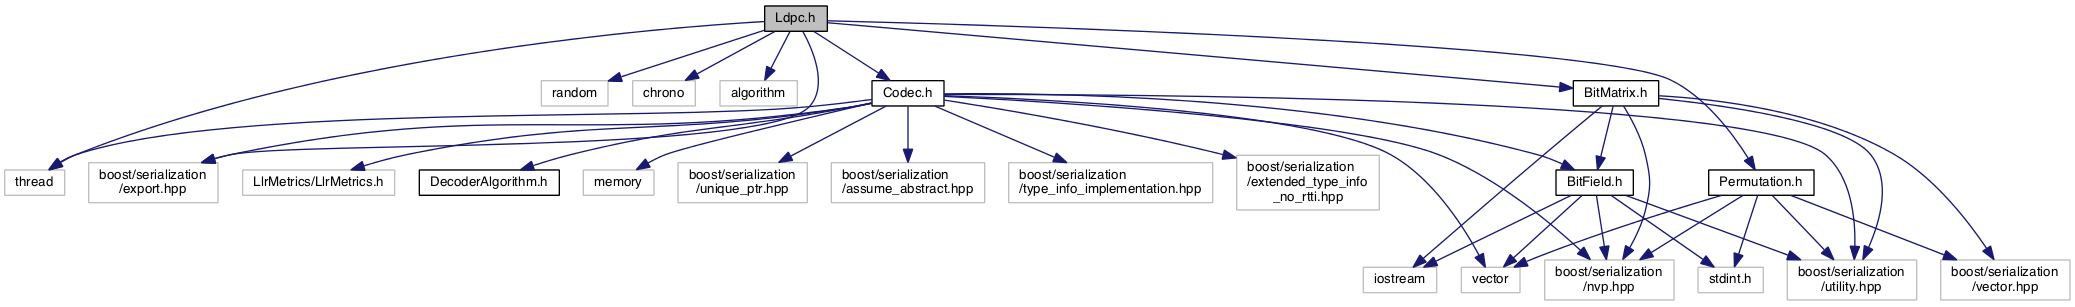 Ldpc.h
random
chrono
algorithm
Codec.h
BitMatrix.h
thread
boost/serialization
/export.hpp
LlrMetrics/LlrMetrics.h
DecoderAlgorithm.h
memory
boost/serialization
/unique_ptr.hpp
boost/serialization
/assume_abstract.hpp
boost/serialization
/type_info_implementation.hpp
boost/serialization
/extended_type_info
_no_rtti.hpp
BitField.h
Permutation.h
iostream
vector
boost/serialization
/nvp.hpp
stdint.h
boost/serialization
/utility.hpp
boost/serialization
/vector.hpp